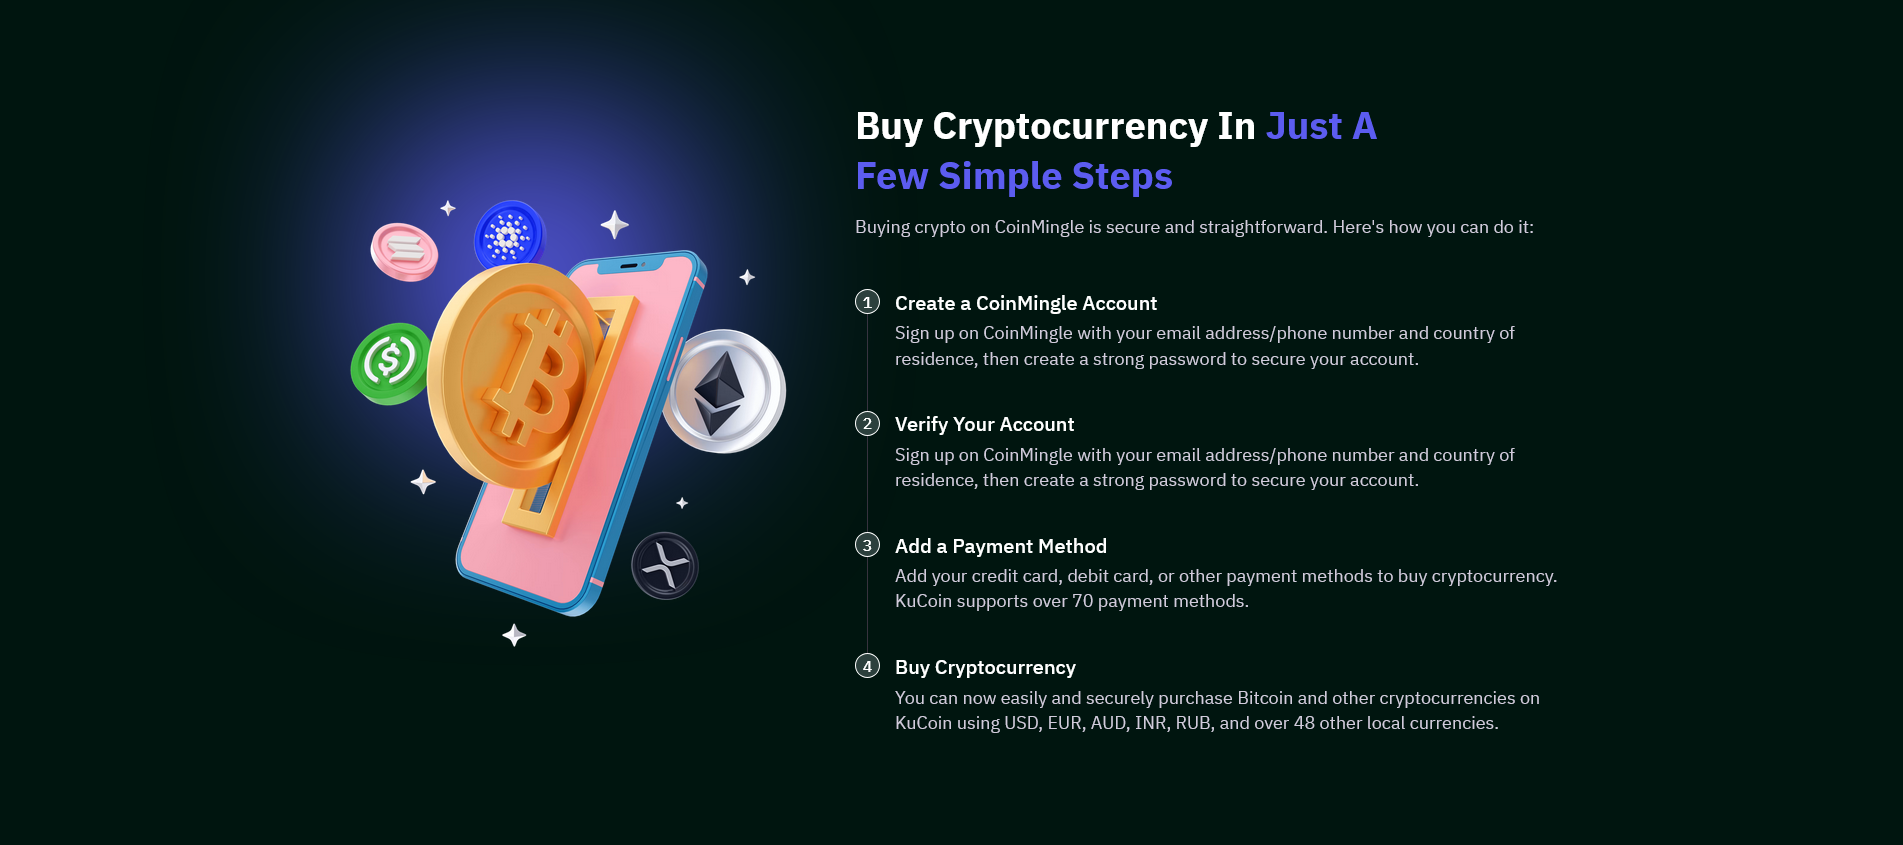 Buy Cryptocurrency In Just A
Few Simple Steps
Buying crypto on CoinMingle is secure and straightforward. Here's how you can do it:
1 Create a CoinMingle Account
Sign up on CoinMingle with your email address/phone number and country of
residence, then create a strong password to secure your account.
2 Verify Your Account
Sign up on CoinMingle with your email address/phone number and country of
residence, then create a strong password to secure your account.
3 Add a Payment Method
Add your credit card, debit card, or other payment methods to buy cryptocurrency.
KuCoin supports over 70 payment methods.
4 Buy Cryptocurrency
You can now easily and securely purchase Bitcoin and other cryptocurrencies on
KuCoin using USD, EUR, AUD, INR, RUB, and over 48 other local currencies.